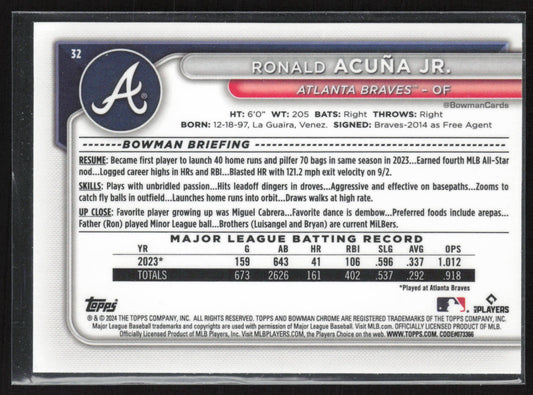 32
A
RONALD ACUÑA JR.
ATLANTA BRAVES™ – OF
@BowmanCards
HT: 6'0" WT: 205 BATS: Right THROWS: Right
BORN: 12-18-97, La Guaira, Venez. SIGNED: Braves-2014 as Free Agent
BOWMAN BRIEFING
RESUME: Became first player to launch 40 home runs and pilfer 70 bags in same season in 2023...Earned fourth MLB All-Star
nod...Logged career highs in HRs and RBI...Blasted HR with 121.2 mph exit velocity on 9/2.
SKILLS: Plays with unbridled passion...Hits leadoff dingers in droves...Aggressive and effective on basepaths...Zooms to
catch fly balls in outfield...Launches home runs into orbit...Draws walks at high rate.
UP CLOSE: Favorite player growing up was Miguel Cabrera...Favorite dance is dembow...Preferred foods include arepas...
Father (Ron) played Minor League ball...Brothers (Luisangel and Bryan) are current MiLBers.
MAJOR LEAGUE BATTING RECORD
YR G AB HR RBI SLG AVG OPS
2023* 159 643 41 106 .596 .337 1.012
TOTALS 673 2626 161 402 .537 .292 .918
*Played at Atlanta Braves
Topps
PLAYERS
® & © 2024 THE TOPPS COMPANY, INC. ALL RIGHTS RESERVED. TOPPS AND BOWMAN CHROME ARE REGISTERED TRADEMARKS OF THE TOPPS COMPANY, INC.
Major League Baseball trademarks and copyrights are used with permission of Major League Baseball. Visit MLB.com. OFFICIALLY LICENSED PRODUCT OF MLB.
Officially Licensed Product of MLB Players, Inc. Visit MLBPLAYERS.com, the Players Choice on the web. WWW.TOPPS.COM. CODE#073366